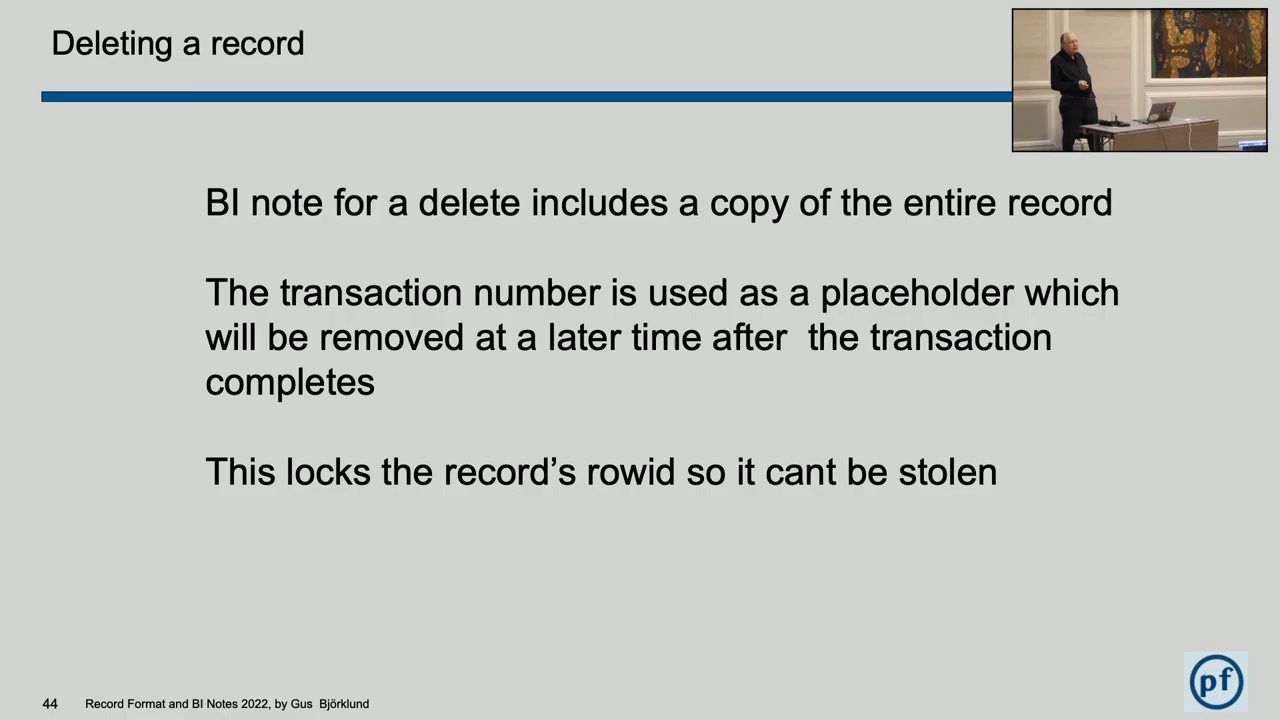 Deleting a record
BI note for a delete includes a copy of the entire record
The transaction number is used as a placeholder which
will be removed at a later time after  the transaction
completes
This locks the record’s rowid so it cant be stolen
44 Record Format and BI Notes 2022, by Gus  Björklund
pf